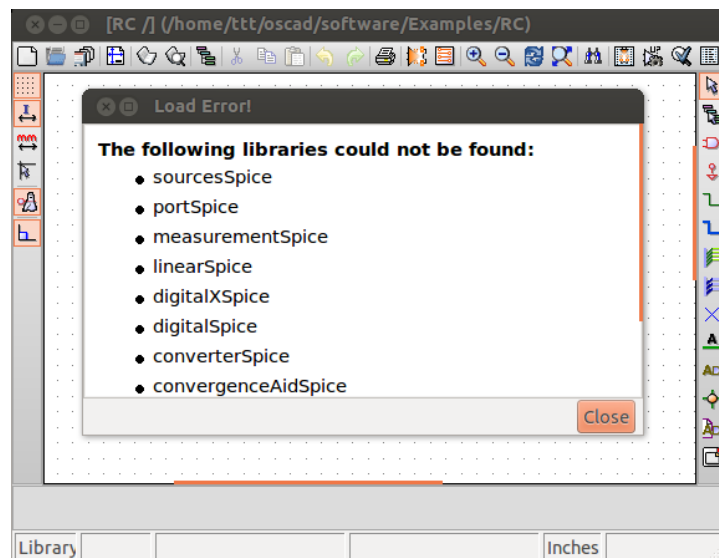 [RC /] (/home/ttt/oscad/software/Examples/RC)
Load Error!
The following libraries could not be found:
sourcesSpice
portSpice
measurementSpice
linearSpice
digitalXSpice
digitalSpice
converterSpice
convergenceAidSpice
Close
Library
Inches